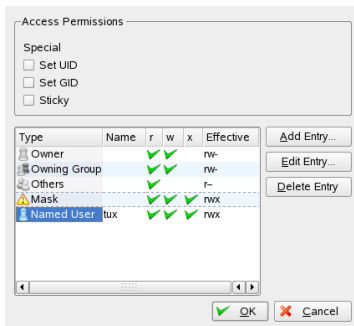 Access Permissions
Special
Set UID
Set GID
Sticky
Type Name r w x Effective
Owner rw-
Owning Group rw-
Others r--
Mask rwx
Named User tux rwx
Add Entry...
Edit Entry...
Delete Entry
OK Cancel